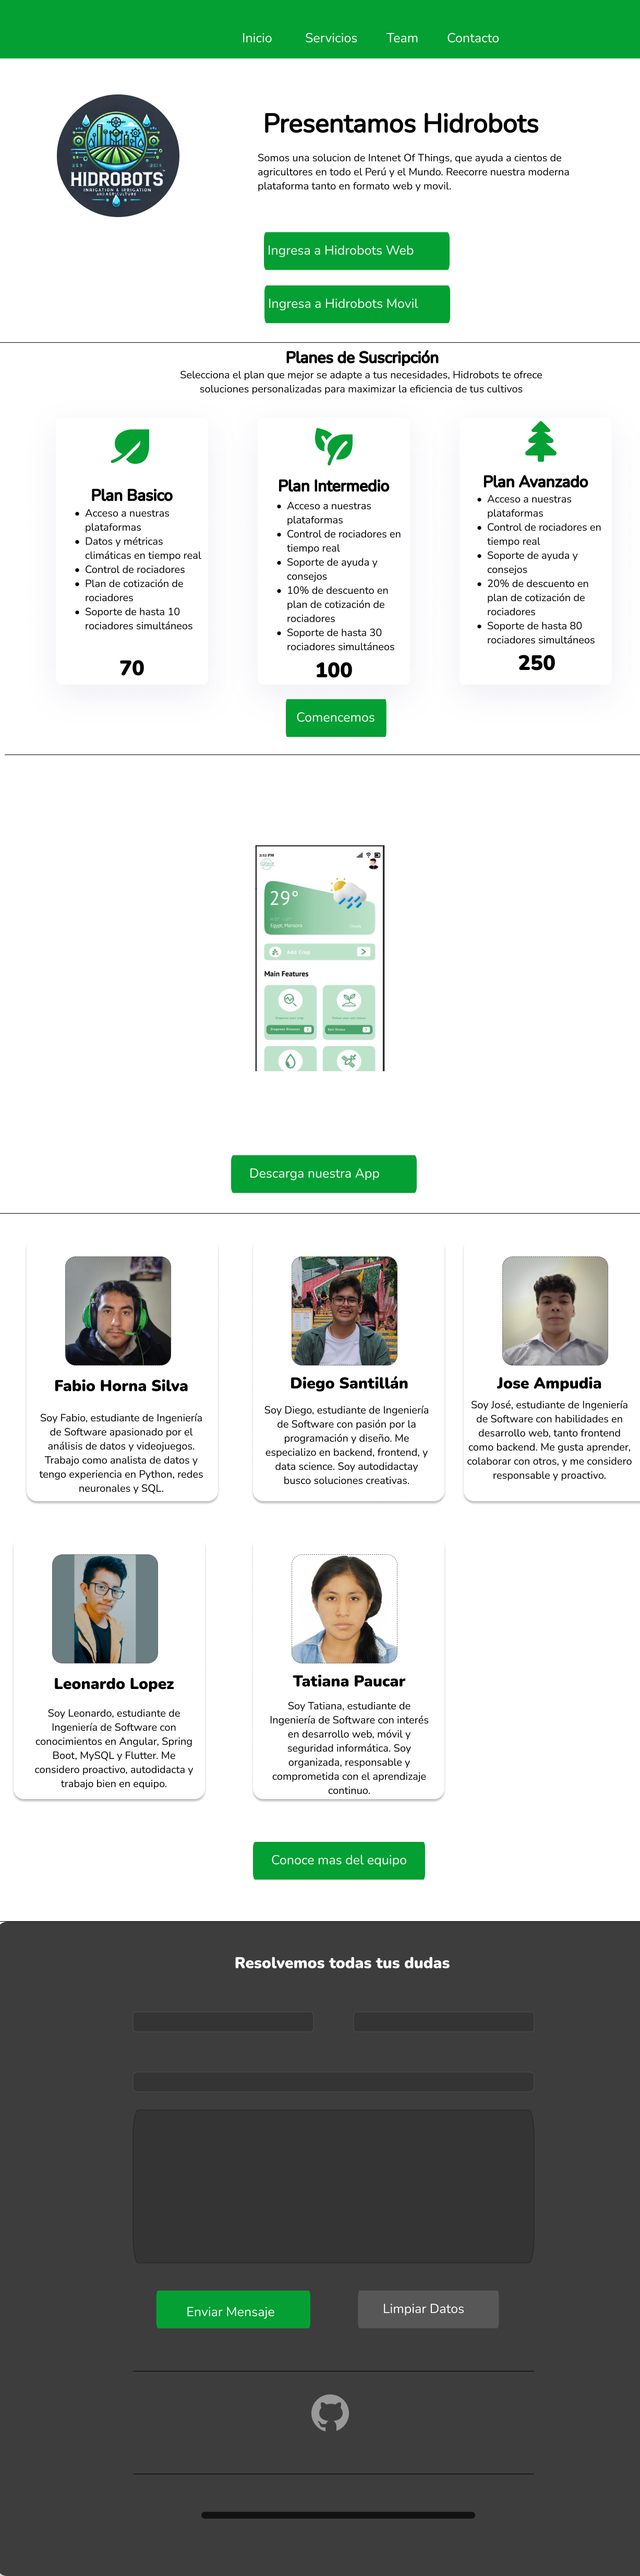 Inicio
Servicios
Team
Contacto
HIDROBOTS
Presentamos Hidrobots
Somos una solucion de Intenet Of Things, que ayuda a cientos de
agricultores en todo el Perú y el Mundo. Reecorre nuestra moderna
plataforma tanto en formato web y movil.
Ingresa a Hidrobots Web
Ingresa a Hidrobots Movil
Planes de Suscripción
Selecciona el plan que mejor se adapte a tus necesidades, Hidrobots te ofrece
soluciones personalizadas para maximizar la eficiencia de tus cultivos
Plan Basico
• Acceso a nuestras
plataformas
• Datos y métricas
climáticas en tiempo real
• Control de rociadores
• Plan de cotización de
rociadores
• Soporte de hasta 10
rociadores simultáneos
70
Plan Intermedio
• Acceso a nuestras
plataformas
• Control de rociadores en
tiempo real
• Soporte de ayuda y
consejos
• 10% de descuento en
plan de cotización de
rociadores
• Soporte de hasta 30
rociadores simultáneos
100
Plan Avanzado
• Acceso a nuestras
plataformas
• Control de rociadores en
tiempo real
• Soporte de ayuda y
consejos
• 20% de descuento en
plan de cotización de
rociadores
• Soporte de hasta 80
rociadores simultáneos
250
Comencemos
29°
Add Crop
Main Features
Descarga nuestra App
Fabio Horna Silva
Soy Fabio, estudiante de Ingeniería
de Software apasionado por el
análisis de datos y videojuegos.
Trabajo como analista de datos y
tengo experiencia en Python, redes
neuronales y SQL.
Diego Santillán
Soy Diego, estudiante de Ingeniería
de Software con pasión por la
programación y diseño. Me
especializo en backend, frontend, y
data science. Soy autodidactay
busco soluciones creativas.
Jose Ampudia
Soy José, estudiante de Ingeniería
de Software con habilidades en
desarrollo web, tanto frontend
como backend. Me gusta aprender,
colaborar con otros, y me considero
responsable y proactivo.
Leonardo Lopez
Soy Leonardo, estudiante de
Ingeniería de Software con
conocimientos en Angular, Spring
Boot, MySQL y Flutter. Me
considero proactivo, autodidacta y
trabajo bien en equipo.
Tatiana Paucar
Soy Tatiana, estudiante de
Ingeniería de Software con interés
en desarrollo web, móvil y
seguridad informática. Soy
organizada, responsable y
comprometida con el aprendizaje
continuo.
Conoce mas del equipo
Resolvemos todas tus dudas
Enviar Mensaje
Limpiar Datos